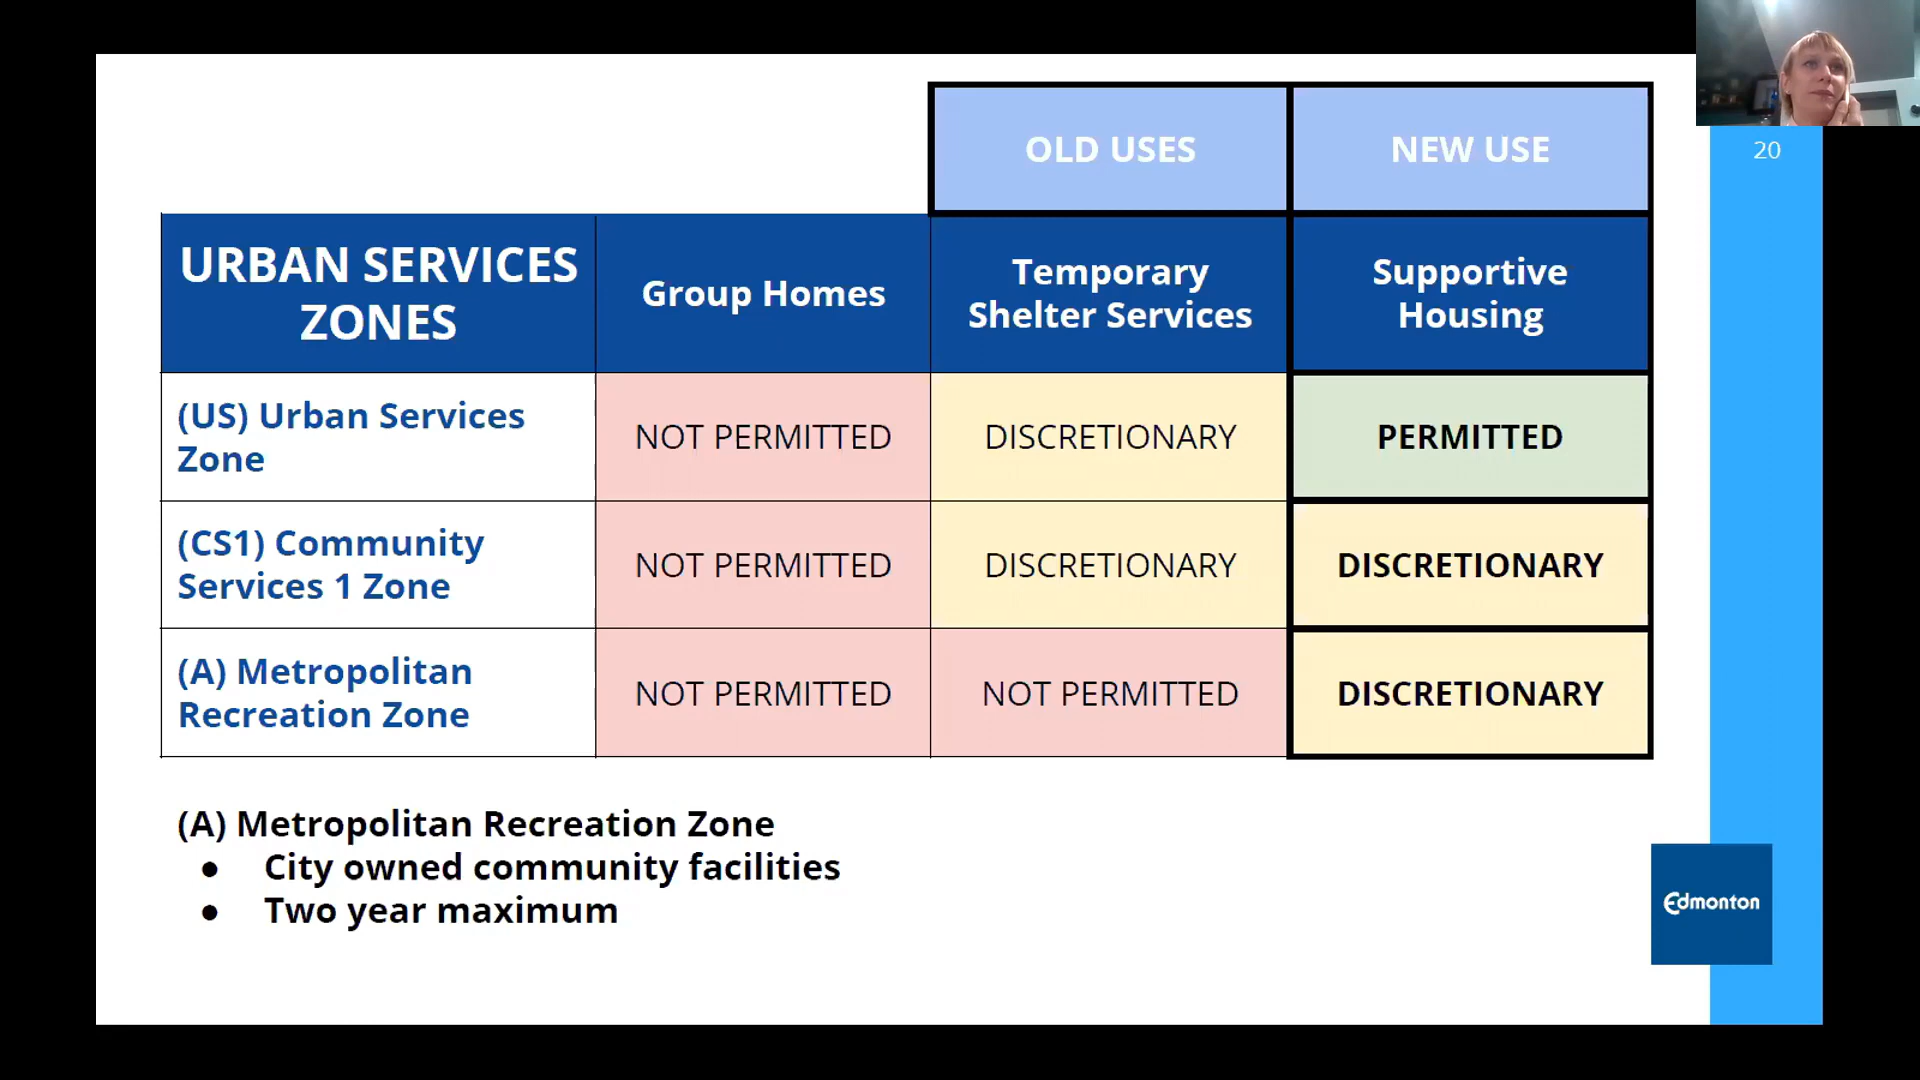 OLD USES
NEW USE
20
URBAN SERVICES
ZONES
Group Homes
Temporary
Shelter Services
Supportive
Housing
(US) Urban Services
Zone
NOT PERMITTED
DISCRETIONARY
PERMITTED
(CS1) Community
Services 1 Zone
NOT PERMITTED
DISCRETIONARY
DISCRETIONARY
(A) Metropolitan
Recreation Zone
NOT PERMITTED
NOT PERMITTED
DISCRETIONARY
(A) Metropolitan Recreation Zone
● City owned community facilities
● Two year maximum
Edmonton